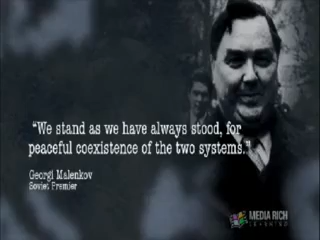 “We stand as we have always stood, for
peaceful coexistence of the two systems.”
Georgi Malenkov
Soviet Premier
MEDIA RICH
LEARNING